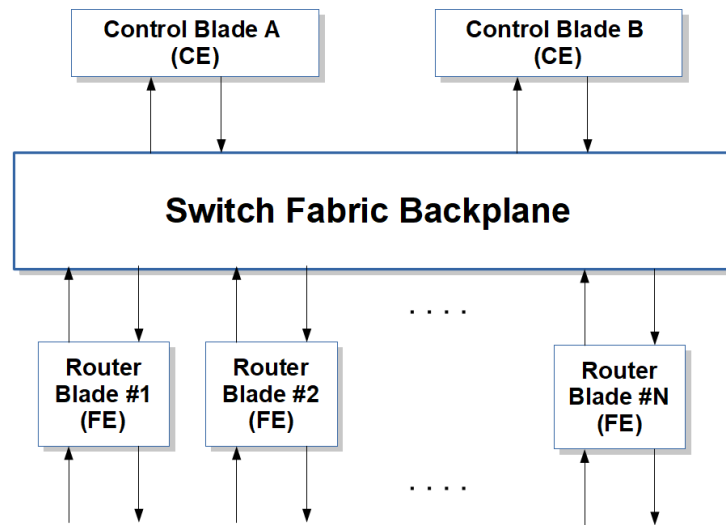 Control Blade A
(CE)
Control Blade B
(CE)
Switch Fabric Backplane
. . . .
Router
Blade #1
(FE)
Router
Blade #2
(FE)
Router
Blade #N
(FE)
. . . .